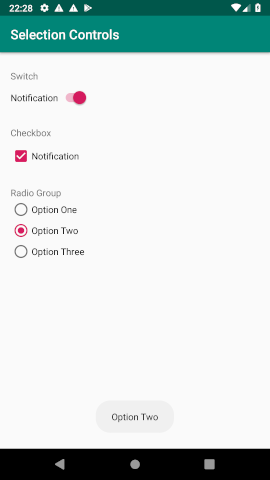 22:28
Selection Controls
Switch
Notification
Checkbox
Notification
Radio Group
Option One
Option Two
Option Three
Option Two